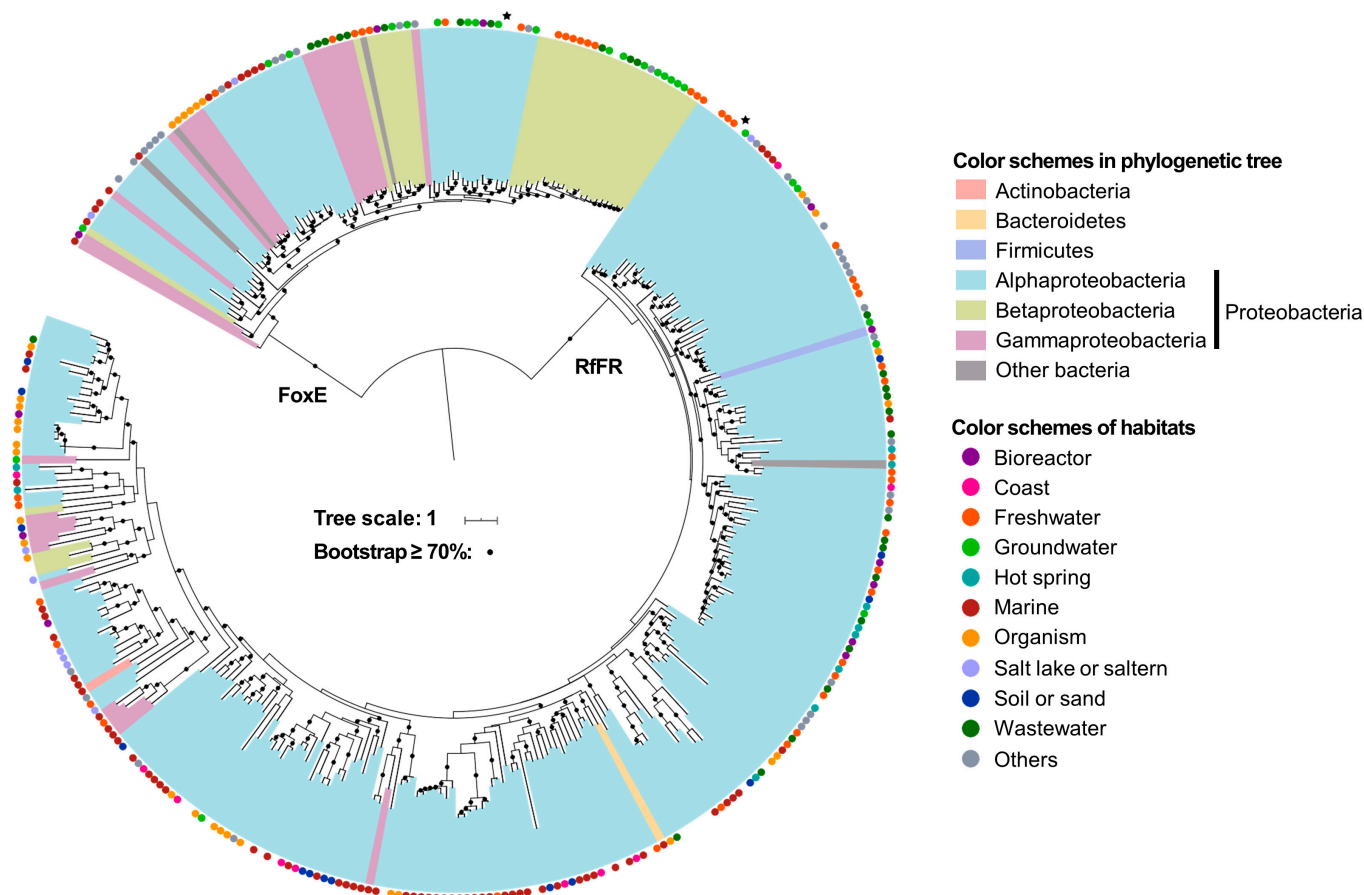 FoxE
RfFR
Tree scale: 1
Bootstrap ≥ 70%:
Color schemes in phylogenetic tree
Actinobacteria
Bacteroidetes
Firmicutes
Alphaproteobacteria
Betaproteobacteria
Proteobacteria
Gammaproteobacteria
Other bacteria
Color schemes of habitats
Bioreactor
Coast
Freshwater
Groundwater
Hot spring
Marine
Organism
Salt lake or saltern
Soil or sand
Wastewater
Others